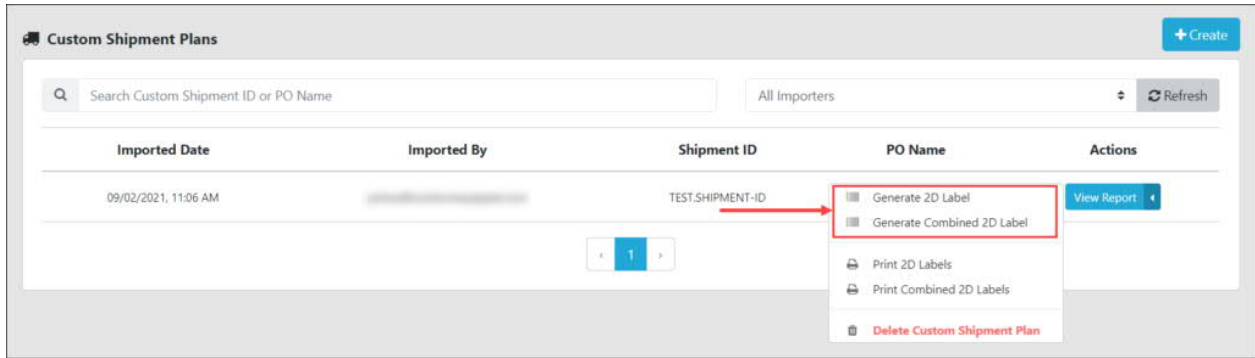 Custom Shipment Plans
+ Create
Search Custom Shipment ID or PO Name
All Importers
Refresh
Imported Date Imported By Shipment ID PO Name Actions
09/02/2021, 11:06 AM TEST.SHIPMENT-ID View Report
Generate 2D Label
Generate Combined 2D Label
Print 2D Labels
Print Combined 2D Labels
Delete Custom Shipment Plan
‹ 1 ›